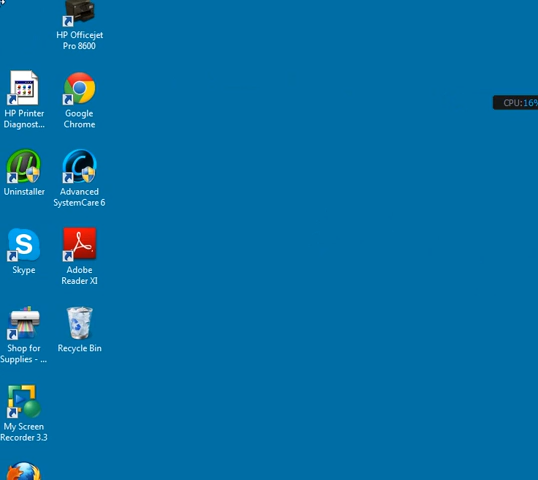 HP Officejet
Pro 8600
HP Printer
Diagnost...
Google
Chrome
Uninstaller
Advanced
SystemCare 6
Skype
Adobe
Reader XI
Shop for
Supplies - ...
Recycle Bin
My Screen
Recorder 3.3
CPU:16%